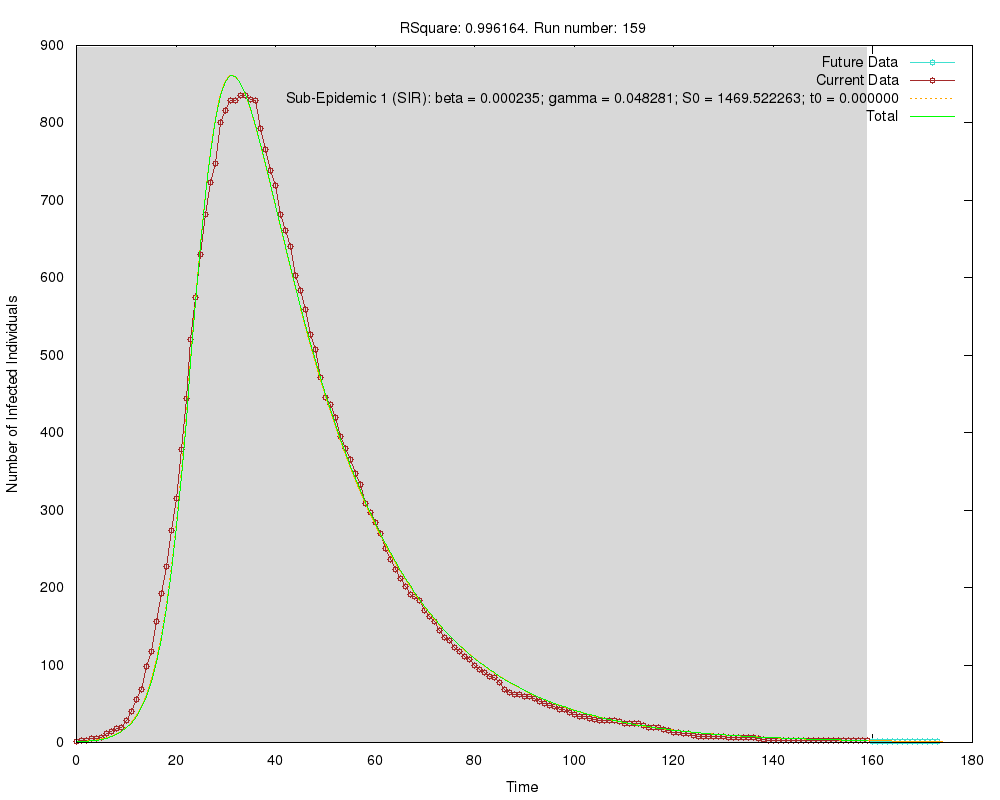 RSquare: 0.996164. Run number: 159
900
800
700
600
500
400
300
200
100
0
Number of Infected Individuals
Future Data
Current Data
Sub-Epidemic 1 (SIR): beta = 0.000235; gamma = 0.048281; S0 = 1469.522263; t0 = 0.000000
Total
0 20 40 60 80 100 120 140 160 180
Time